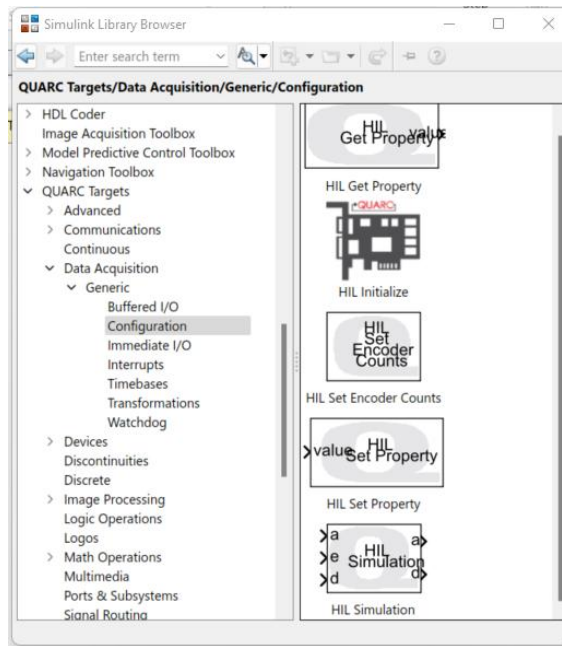 Simulink Library Browser
Enter search term
QUARC Targets/Data Acquisition/Generic/Configuration
HDL Coder
Image Acquisition Toolbox
Model Predictive Control Toolbox
Navigation Toolbox
QUARC Targets
Advanced
Communications
Continuous
Data Acquisition
Generic
Buffered I/O
Configuration
Immediate I/O
Interrupts
Timebases
Transformations
Watchdog
Devices
Discontinuities
Discrete
Image Processing
Logic Operations
Logos
Math Operations
Multimedia
Ports & Subsystems
Signal Routing
HIL
Get Property
value
HIL Get Property
QUARC
HIL Initialize
HIL
Set
Encoder
Counts
HIL Set Encoder Counts
value
HIL
Set Property
HIL Set Property
a
e
d
HIL
Simulation
a
d
HIL Simulation